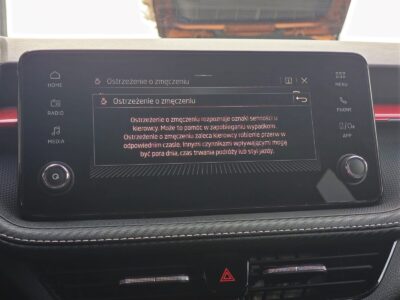 HOME
RADIO
MEDIA
Ostrzeżenie o zmęczeniu
Ostrzeżenie o zmęczeniu
Ostrzeżenie o zmęczeniu rozpoznaje oznaki senności u
kierowcy. Może to pomóc w zapobieganiu wypadkom.
Ostrzeżenie o zmęczeniu zaleca kierowcy robienie przerw w
odpowiednim czasie. Innymi czynnikami wpływającymi mogą
być pora dnia, czas trwania podróży lub styl jazdy.
MENU
PHONE
APP